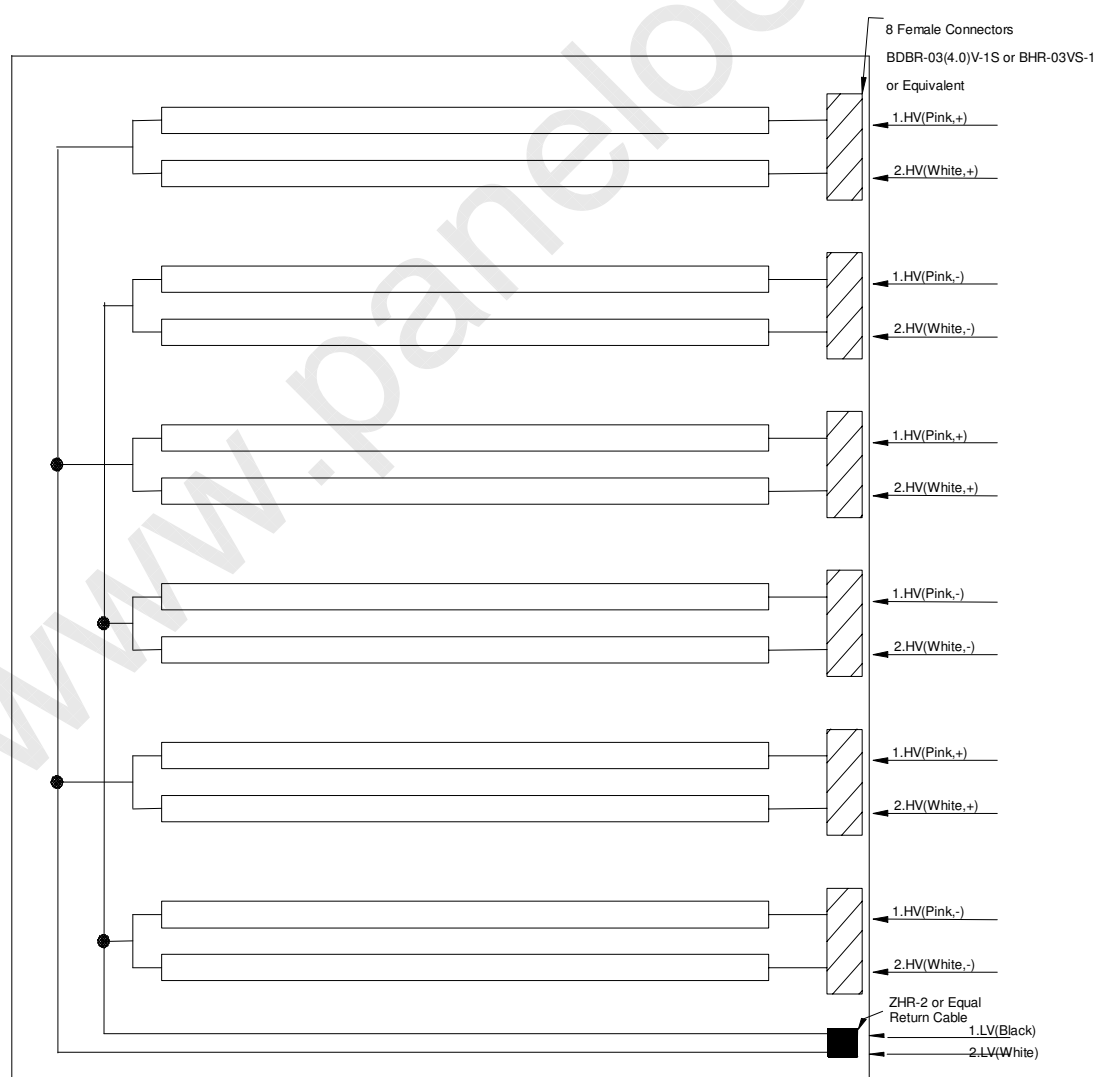 8 Female Connectors
BDBR-03(4.0)V-1S or BHR-03VS-1
or Equivalent
1.HV(Pink,+)
2.HV(White,+)
1.HV(Pink,-)
2.HV(White,-)
1.HV(Pink,+)
2.HV(White,+)
1.HV(Pink,-)
2.HV(White,-)
1.HV(Pink,+)
2.HV(White,+)
1.HV(Pink,-)
2.HV(White,-)
ZHR-2 or Equal
Return Cable
1.LV(Black)
2.LV(White)
www.paneloo